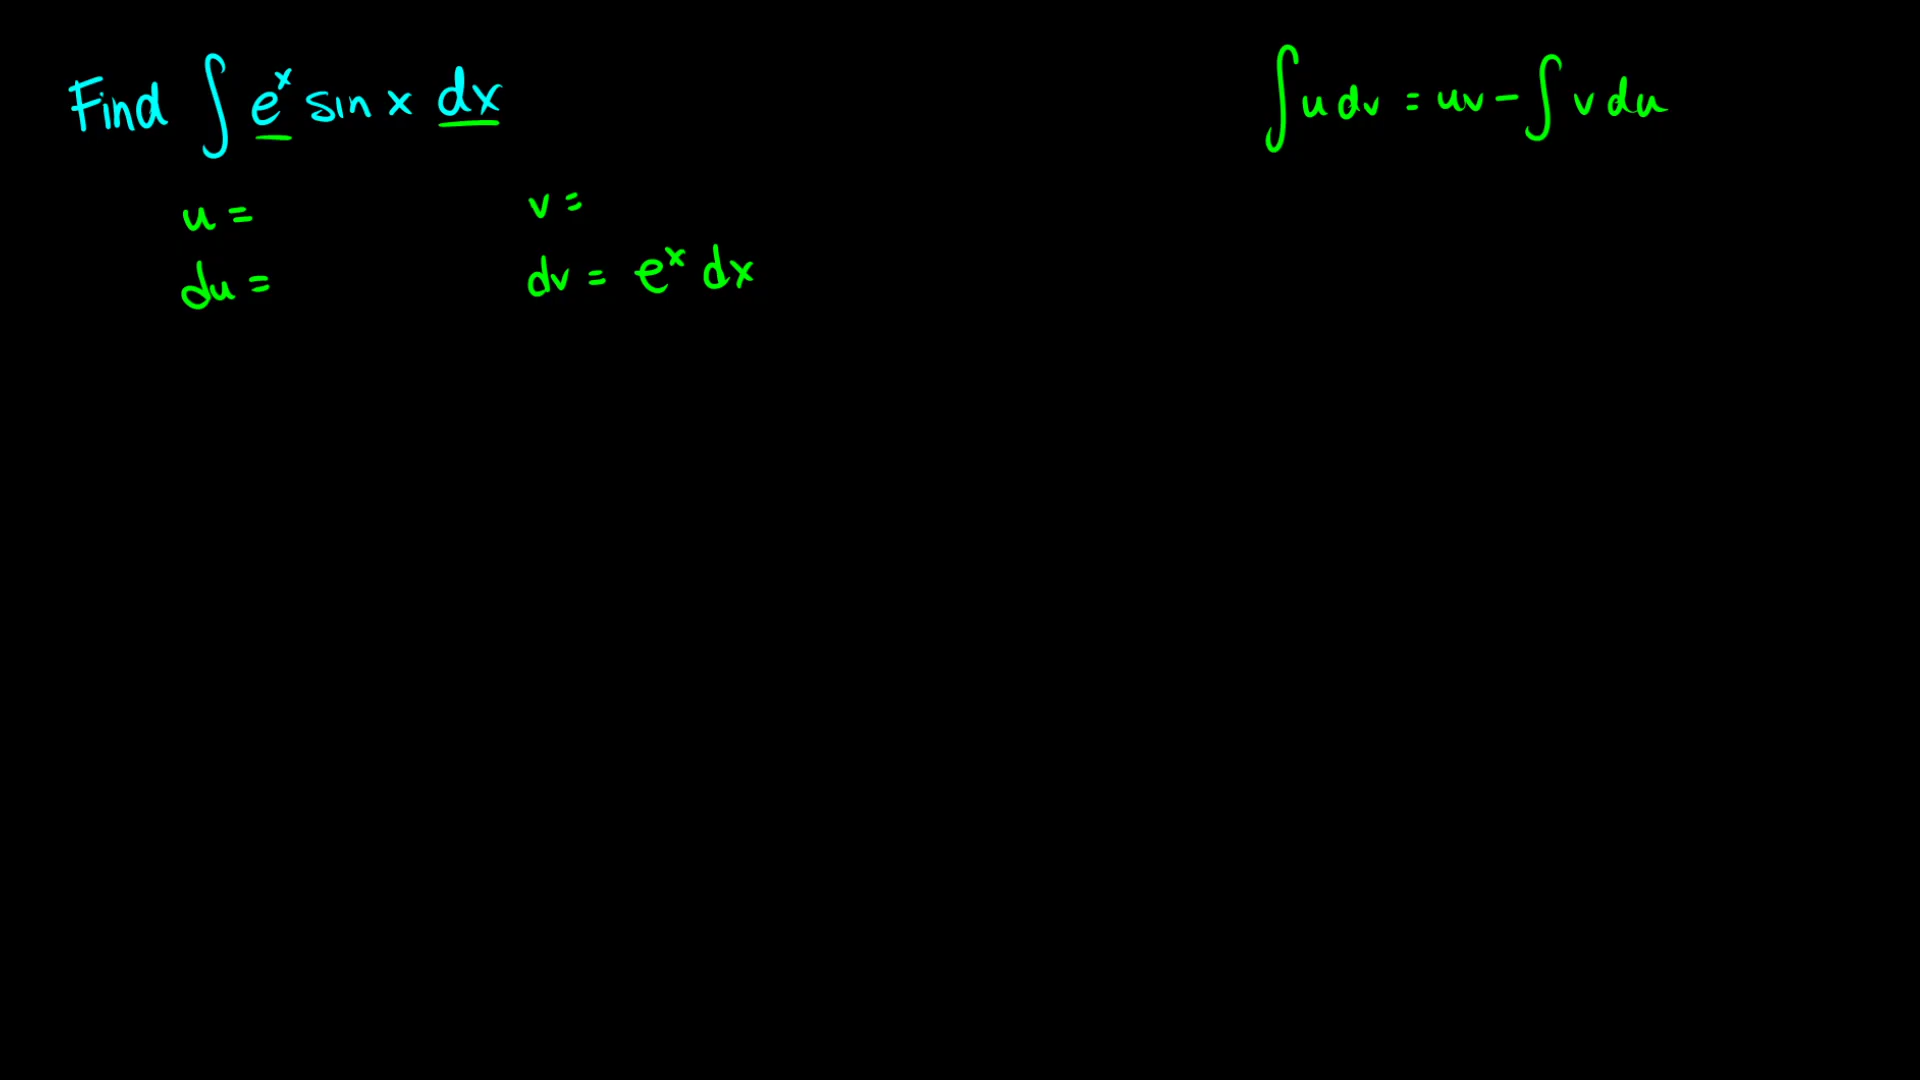 Find ∫ eˣ sin x dx
∫ u dv = uv - ∫ v du
u =
v =
du =
dv = eˣ dx